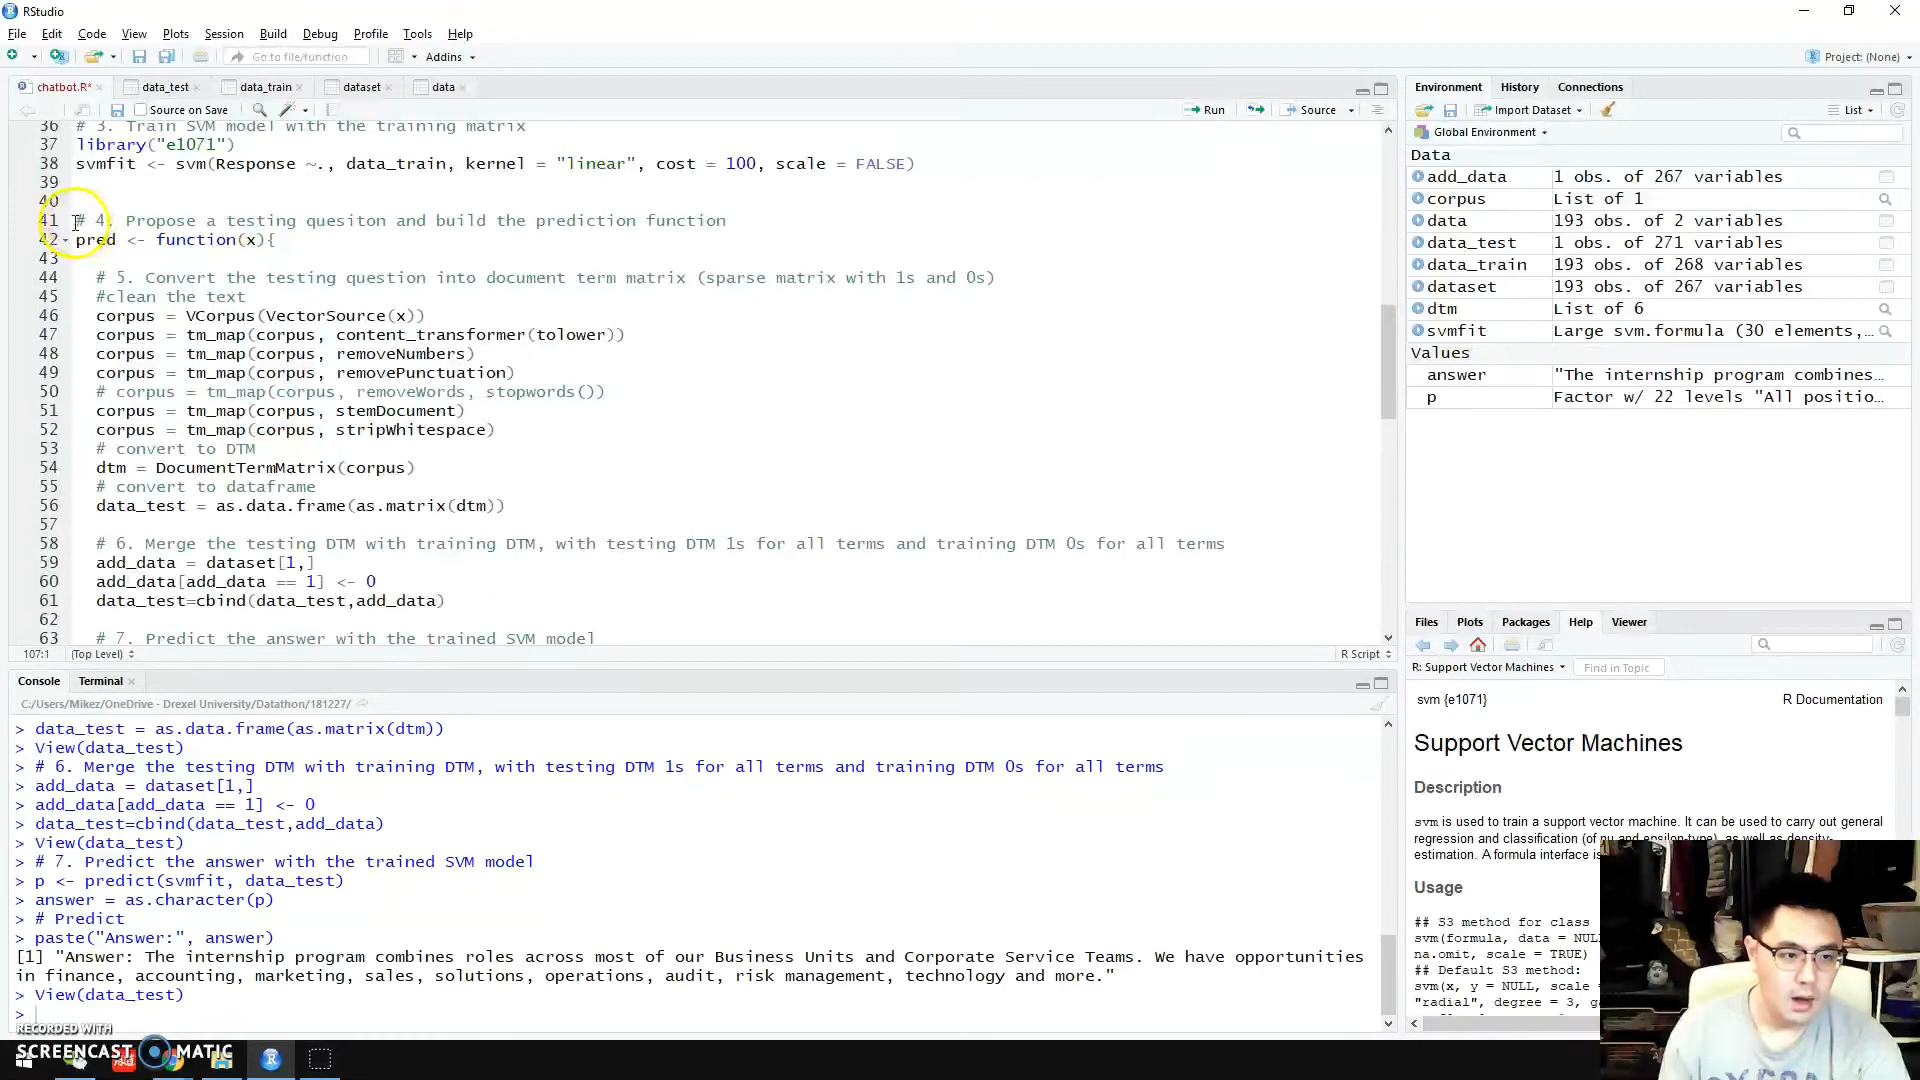 RStudio
File Edit Code View Plots Session Build Debug Profile Tools Help
Go to file/function Addins Project: (None)
chatbot.R* data_test data_train dataset data
Source on Save Run Source
36 # 3. Train SVM model with the training matrix
37 library("e1071")
38 svmfit <- svm(Response ~., data_train, kernel = "linear", cost = 100, scale = FALSE)
39
40
41 # 4. Propose a testing quesiton and build the prediction function
42 pred <- function(x){
43
44 # 5. Convert the testing question into document term matrix (sparse matrix with 1s and 0s)
45 #clean the text
46 corpus = VCorpus(VectorSource(x))
47 corpus = tm_map(corpus, content_transformer(tolower))
48 corpus = tm_map(corpus, removeNumbers)
49 corpus = tm_map(corpus, removePunctuation)
50 # corpus = tm_map(corpus, removeWords, stopwords())
51 corpus = tm_map(corpus, stemDocument)
52 corpus = tm_map(corpus, stripWhitespace)
53 # convert to DTM
54 dtm = DocumentTermMatrix(corpus)
55 # convert to dataframe
56 data_test = as.data.frame(as.matrix(dtm))
57
58 # 6. Merge the testing DTM with training DTM, with testing DTM 1s for all terms and training DTM 0s for all terms
59 add_data = dataset[1,]
60 add_data[add_data == 1] <- 0
61 data_test=cbind(data_test,add_data)
62
63 # 7. Predict the answer with the trained SVM model
107:1 (Top Level) R Script
Console Terminal
C:/Users/Mikez/OneDrive - Drexel University/Datathon/181227/
> data_test = as.data.frame(as.matrix(dtm))
> View(data_test)
> # 6. Merge the testing DTM with training DTM, with testing DTM 1s for all terms and training DTM 0s for all terms
> add_data = dataset[1,]
> add_data[add_data == 1] <- 0
> data_test=cbind(data_test,add_data)
> View(data_test)
> # 7. Predict the answer with the trained SVM model
> p <- predict(svmfit, data_test)
> answer = as.character(p)
> # Predict
> paste("Answer:", answer)
[1] "Answer: The internship program combines roles across most of our Business Units and Corporate Service Teams. We have opportunities
in finance, accounting, marketing, sales, solutions, operations, audit, risk management, technology and more."
> View(data_test)
>
Environment History Connections
Import Dataset List
Global Environment
Data
add_data 1 obs. of 267 variables
corpus List of 1
data 193 obs. of 2 variables
data_test 1 obs. of 271 variables
data_train 193 obs. of 268 variables
dataset 193 obs. of 267 variables
dtm List of 6
svmfit Large svm.formula (30 elements,…
Values
answer "The internship program combines…
p Factor w/ 22 levels "All positio…
Files Plots Packages Help Viewer
R: Support Vector Machines Find in Topic
svm {e1071} R Documentation
Support Vector Machines
Description
svm is used to train a support vector machine. It can be used to carry out general
regression and classification (of nu and epsilon-type), as well as density-
estimation. A formula interface is
Usage
## S3 method for class
svm(formula, data = NULL
na.omit, scale = TRUE)
## Default S3 method:
svm(x, y = NULL, scale =
"radial", degree = 3, ga
RECORDED WITH
SCREENCAST MATIC